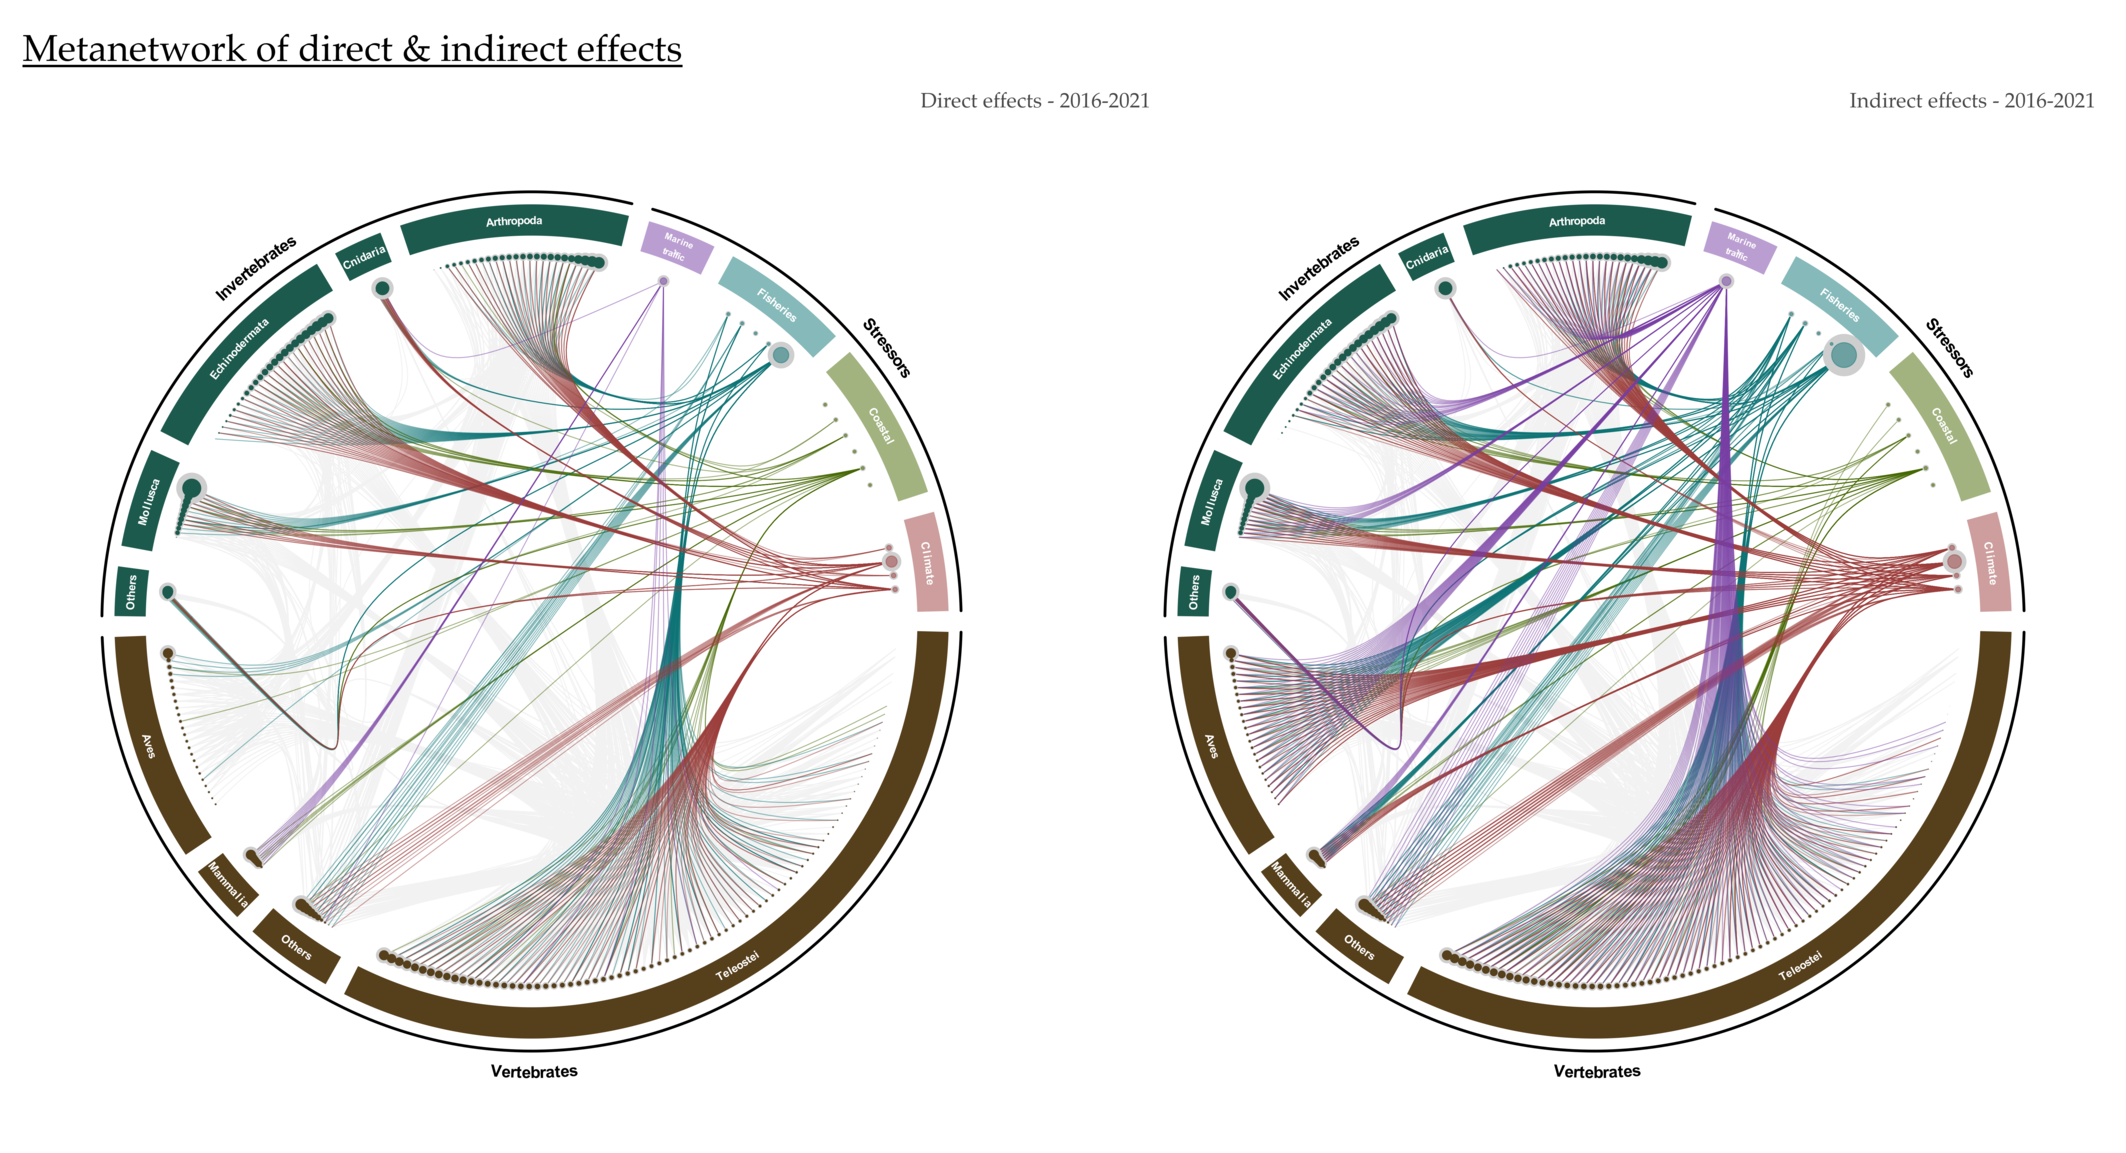 Metanetwork of direct & indirect effects
Direct effects - 2016-2021
Indirect effects - 2016-2021
Arthropoda
Marine
traffic
Cnidaria
Invertebrates
Fisheries
Echinodermata
Stressors
Coastal
Mollusca
Climate
Others
Aves
Mammalia
Others
Teleostei
Vertebrates
Arthropoda
Marine
traffic
Cnidaria
Invertebrates
Fisheries
Echinodermata
Stressors
Coastal
Mollusca
Climate
Others
Aves
Mammalia
Others
Teleostei
Vertebrates